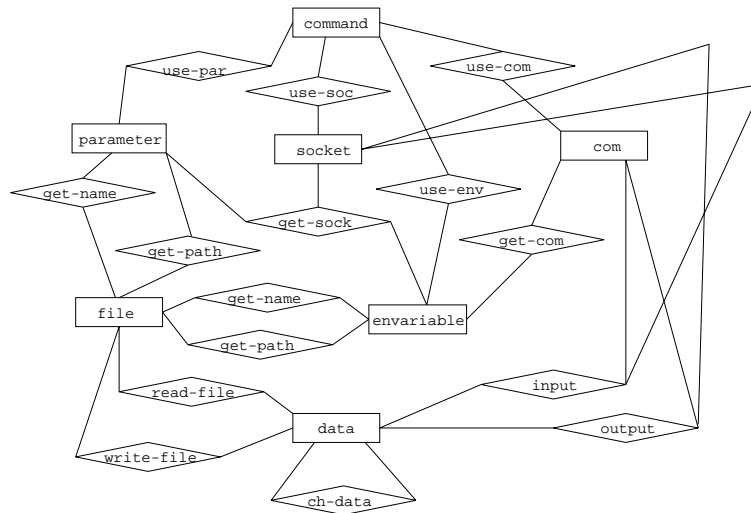 command
use-par
use-com
use-soc
parameter
socket
com
get-name
use-env
get-sock
get-path
get-com
get-name
file
envariable
get-path
read-file
input
data
output
write-file
ch-data